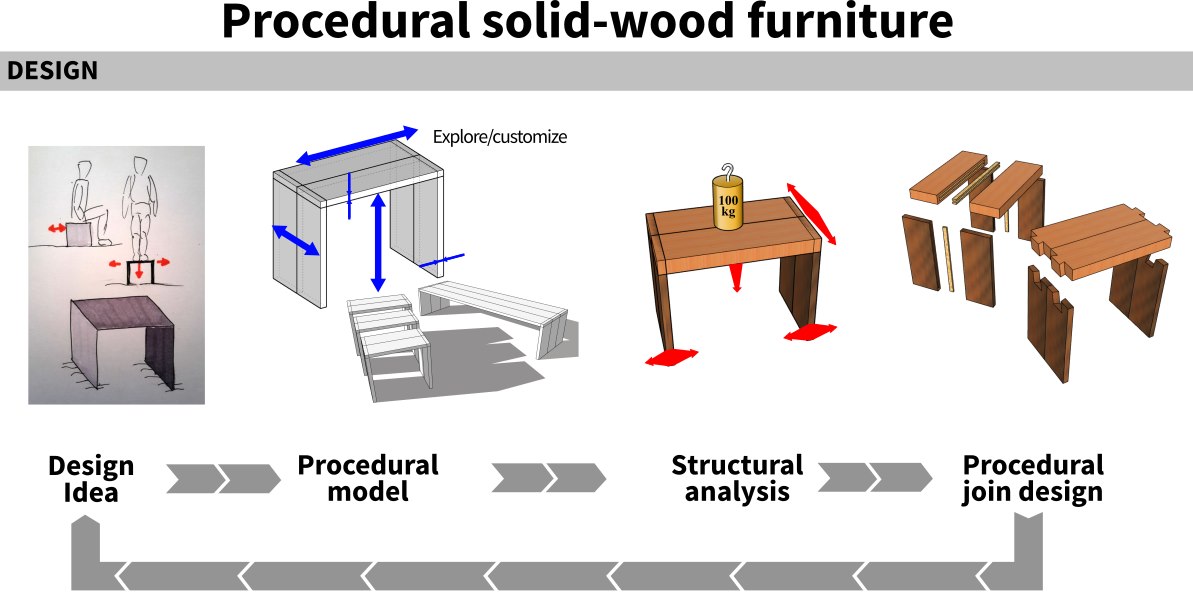 Procedural solid-wood furniture
DESIGN
Explore/customize
100
kg
Design
Idea
Procedural
model
Structural
analysis
Procedural
join design